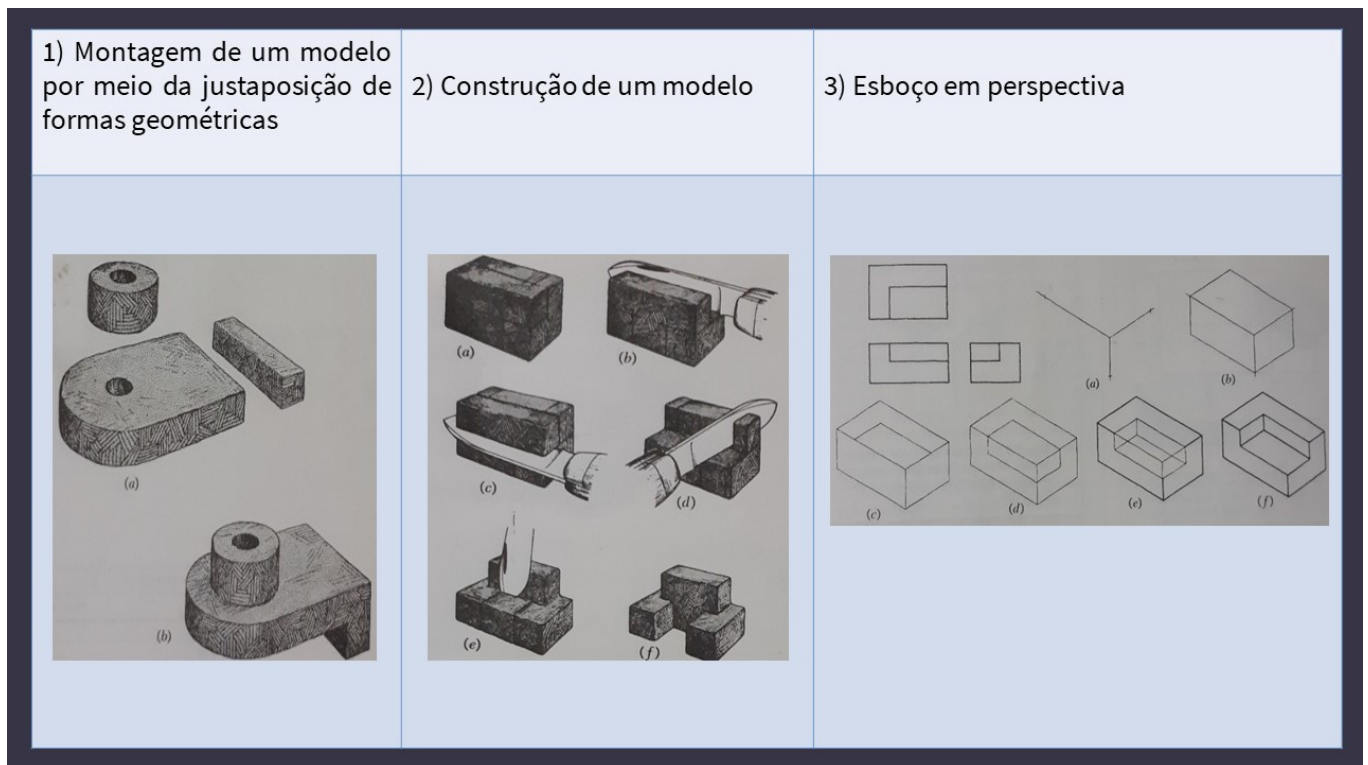 1) Montagem de um modelo
por meio da justaposição de
formas geométricas
2) Construção de um modelo
3) Esboço em perspectiva
(a)
(b)
(a)
(b)
(c)
(d)
(e)
(f)
(a)
(b)
(c)
(d)
(e)
(f)